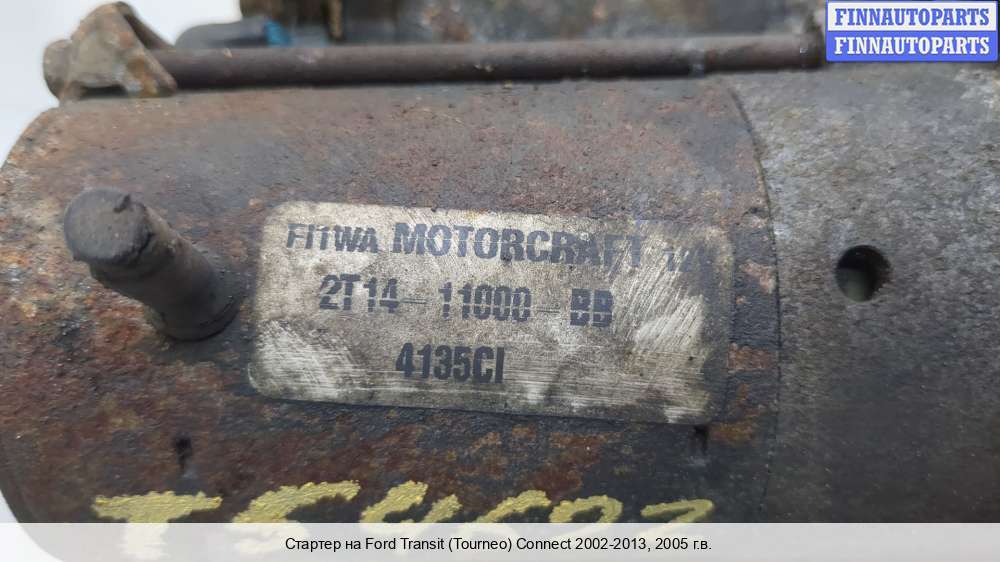 FINNAUTOPARTS
FINNAUTOPARTS
MOTORCRAFT
2T14-11000-BB
4135CI
Стартер на Ford Transit (Tourneo) Connect 2002-2013, 2005 г.в.